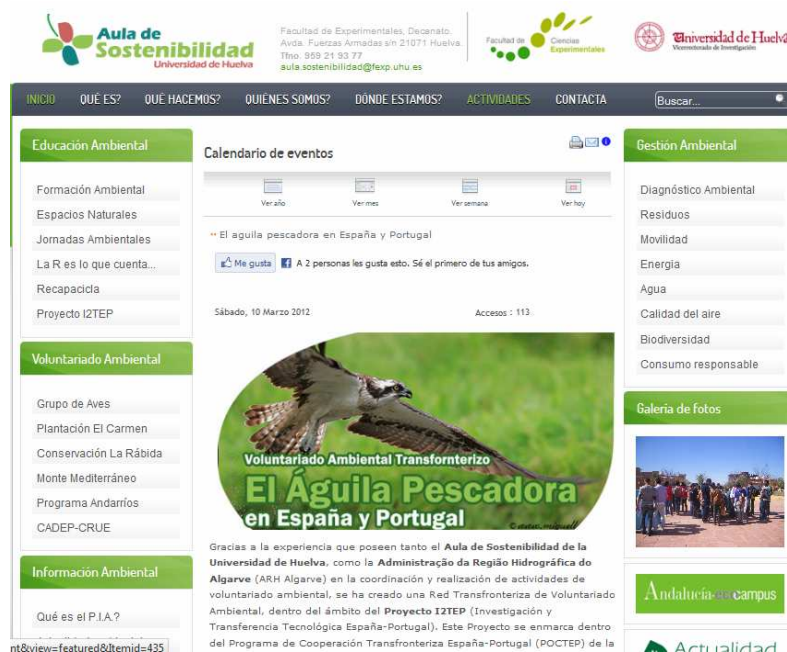 Aula de
Sostenibilidad
Universidad de Huelva
Facultad de Experimentales, Decanato.
Avda. Fuerzas Armadas s/n 21071 Huelva
Tfno. 959 21 93 77
aula.sostenibilidad@fexp.uhu.es
Facultad de
Ciencias
Experimentales
Universidad de Huelva
Vicerrectorado de Investigación
INICIO QUÉ ES? QUÉ HACEMOS? QUIÉNES SOMOS? DÓNDE ESTAMOS? ACTIVIDADES CONTACTA
Buscar...
Educación Ambiental
Formación Ambiental
Espacios Naturales
Jornadas Ambientales
La R es lo que cuenta...
Recapacicla
Proyecto I2TEP
Voluntariado Ambiental
Grupo de Aves
Plantación El Carmen
Conservación La Rábida
Monte Mediterráneo
Programa Andarríos
CADEP-CRUE
Información Ambiental
Qué es el P.I.A.?
nt&view=featured&Itemid=435
Calendario de eventos
Ver año Ver mes Ver semana Ver hoy
El aguila pescadora en España y Portugal
Me gusta A 2 personas les gusta esto. Sé el primero de tus amigos.
Sábado, 10 Marzo 2012 Accesos : 113
Voluntariado Ambiental Transfornterizo
El Águila Pescadora
en España y Portugal
Gracias a la experiencia que poseen tanto el Aula de Sostenibilidad de la
Universidad de Huelva, como la Administração da Região Hidrográfica do
Algarve (ARH Algarve) en la coordinación y realización de actividades de
voluntariado ambiental, se ha creado una Red Transfronteriza de Voluntariado
Ambiental, dentro del ámbito del Proyecto I2TEP (Investigación y
Transferencia Tecnológica España-Portugal). Este Proyecto se enmarca dentro
del Programa de Cooperación Transfronteriza España-Portugal (POCTEP) de la
Gestión Ambiental
Diagnóstico Ambiental
Residuos
Movilidad
Energia
Agua
Calidad del aire
Biodiversidad
Consumo responsable
Galería de fotos
Andalucía-ecocampus
Actualidad